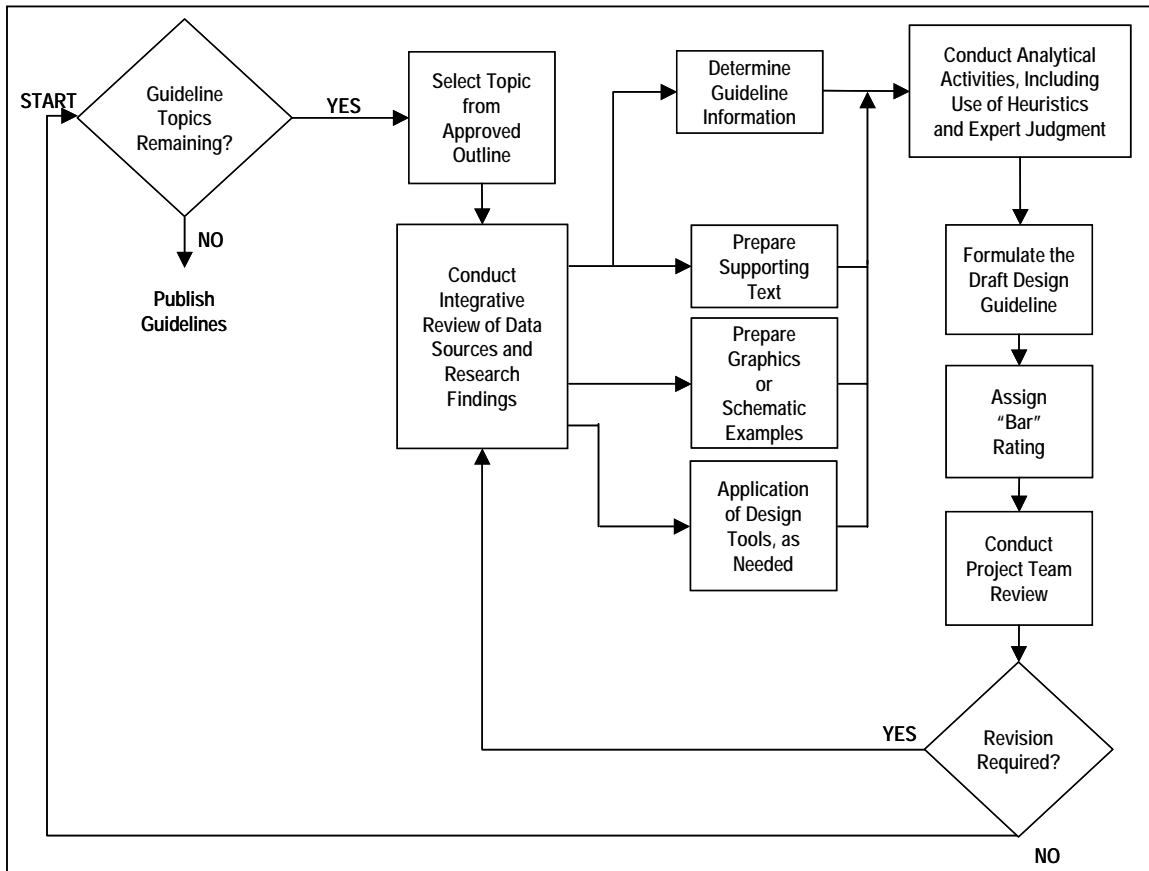 START
Guideline
Topics
Remaining?
YES
NO
Publish
Guidelines
Select Topic
from
Approved
Outline
Conduct
Integrative
Review of Data
Sources and
Research
Findings
Determine
Guideline
Information
Prepare
Supporting
Text
Prepare
Graphics
or
Schematic
Examples
Application
of Design
Tools, as
Needed
Conduct Analytical
Activities, Including
Use of Heuristics
and Expert Judgment
Formulate the
Draft Design
Guideline
Assign
“Bar”
Rating
Conduct
Project Team
Review
Revision
Required?
YES
NO